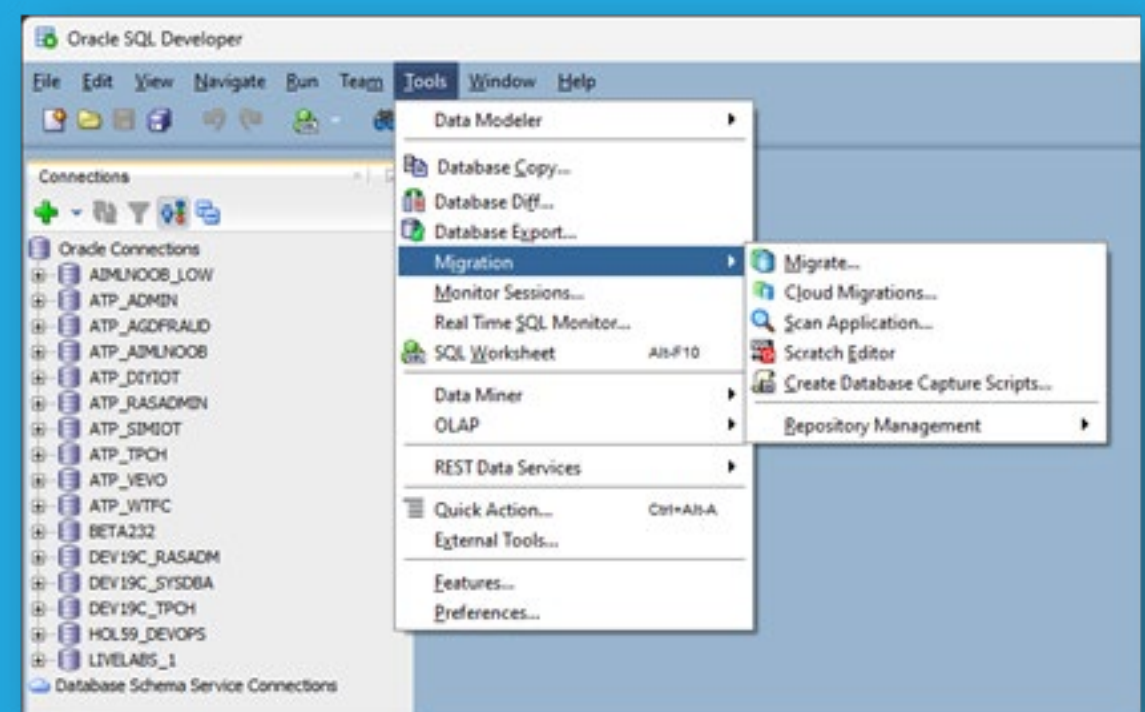 Oracle SQL Developer
File Edit View Navigate Run Team Tools Window Help
Connections
Oracle Connections
AIMLNOOB_LOW
ATP_ADMIN
ATP_AGDFRAUD
ATP_AIMLNOOB
ATP_DIYIOT
ATP_RASADMIN
ATP_SIMIOT
ATP_TPCH
ATP_VEVO
ATP_WTFC
BETA232
DEV19C_RASADM
DEV19C_SYSDBA
DEV19C_TPCH
HOL59_DEVOPS
LIVELABS_1
Database Schema Service Connections
Data Modeler
Database Copy...
Database Diff...
Database Export...
Migration
Monitor Sessions...
Real Time SQL Monitor...
SQL Worksheet Alt-F10
Data Miner
OLAP
REST Data Services
Quick Action... Ctrl+Alt-A
External Tools...
Features...
Preferences...
Migrate...
Cloud Migrations...
Scan Application...
Scratch Editor
Create Database Capture Scripts...
Repository Management